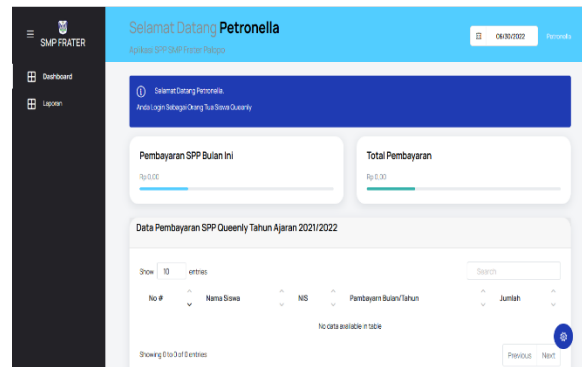 SMP FRATER
Dashboard
Laporan
Selamat Datang Petronella
Aplikasi SPP SMP Frater Palopo
06/30/2022
Petronella
Selamat Datang Petronella.
Anda Login Sebagai Orang Tua Siswa Queenly
Pembayaran SPP Bulan Ini
Rp 0,00
Total Pembayaran
Rp 0,00
Data Pembayaran SPP Queenly Tahun Ajaran 2021/2022
Show 10 entries
Search
No # Nama Siswa NIS Pembayarn Bulan/Tahun Jumlah
No data available in table
Showing 0 to 0 of 0 entries
Previous Next